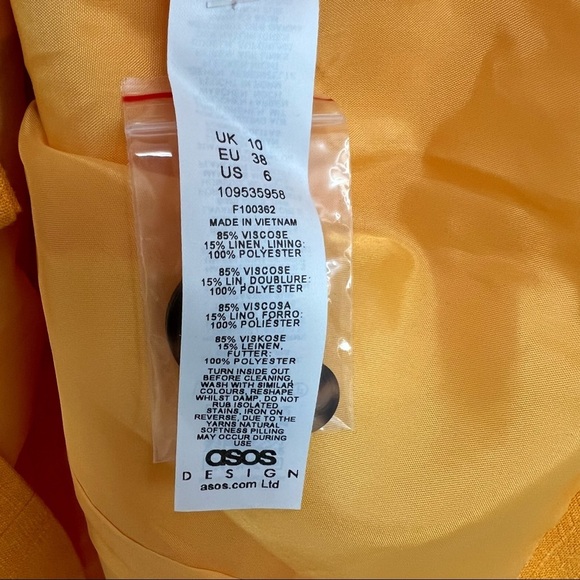 UK 10
EU 38
US 6
109535958
F100362
MADE IN VIETNAM
85% VISCOSE
15% LINEN, LINING:
100% POLYESTER
85% VISCOSE
15% LIN, DOUBLURE:
100% POLYESTER
85% VISCOSA
15% LINO, FORRO:
100% POLIÉSTER
85% VISKOSE
15% LEINEN,
FUTTER:
100% POLYESTER
TURN INSIDE OUT
BEFORE CLEANING,
WASH WITH SIMILAR
COLOURS, RESHAPE
WHILST DAMP, DO NOT
RUB ISOLATED
STAINS, IRON ON
REVERSE, DUE TO THE
YARNS NATURAL
SOFTNESS PILLING
MAY OCCUR DURING
USE
asos
DESIGN
asos.com Ltd